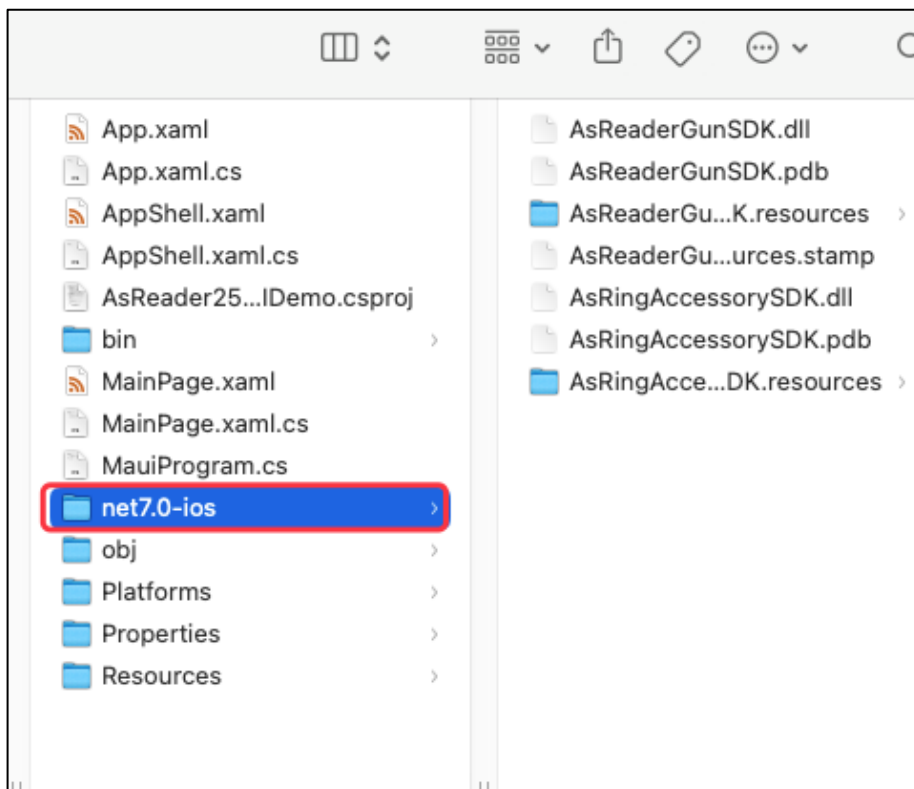 App.xaml
App.xaml.cs
AppShell.xaml
AppShell.xaml.cs
AsReader25...IDemo.csproj
bin
MainPage.xaml
MainPage.xaml.cs
MauiProgram.cs
net7.0-ios
obj
Platforms
Properties
Resources
AsReaderGunSDK.dll
AsReaderGunSDK.pdb
AsReaderGu...K.resources
AsReaderGu...urces.stamp
AsRingAccessorySDK.dll
AsRingAccessorySDK.pdb
AsRingAcce...DK.resources